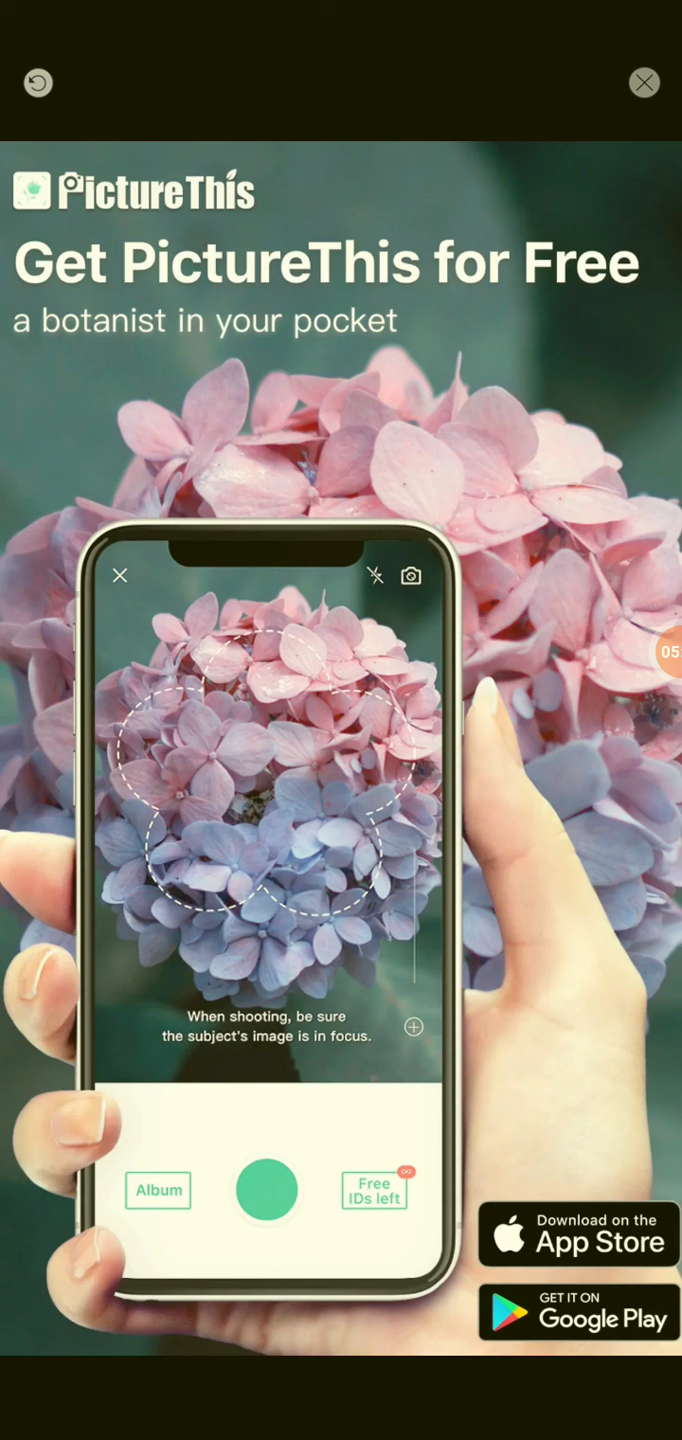 PictureThis
Get PictureThis for Free
a botanist in your pocket
05
When shooting, be sure
the subject's image is in focus.
Album
Free
IDs left
∞
Download on the
App Store
GET IT ON
Google Play